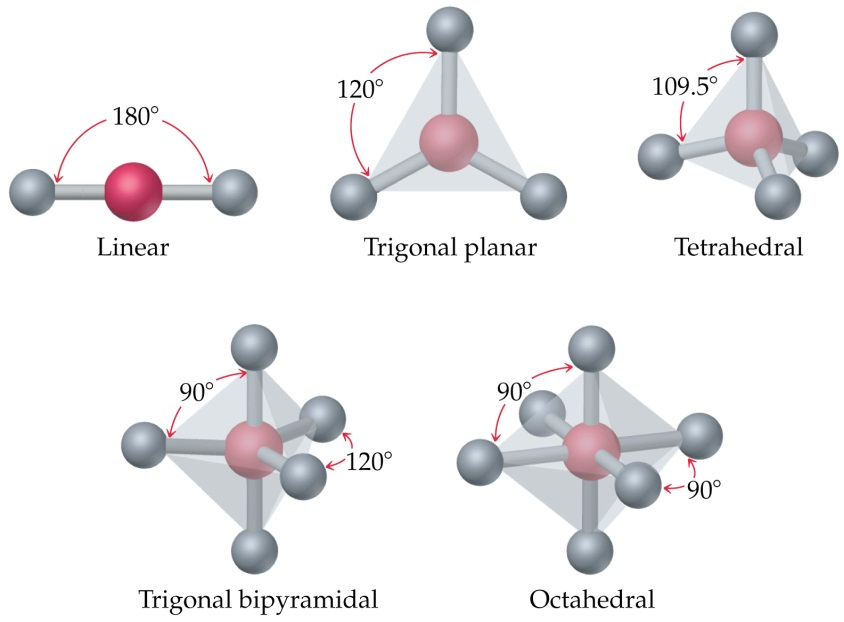 180°
Linear
120°
Trigonal planar
109.5°
Tetrahedral
90°
120°
Trigonal bipyramidal
90°
90°
Octahedral